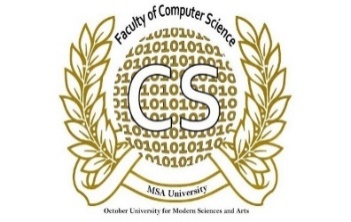 Faculty of Computer Science
CS
MSA University
October University for Modern Sciences and Arts